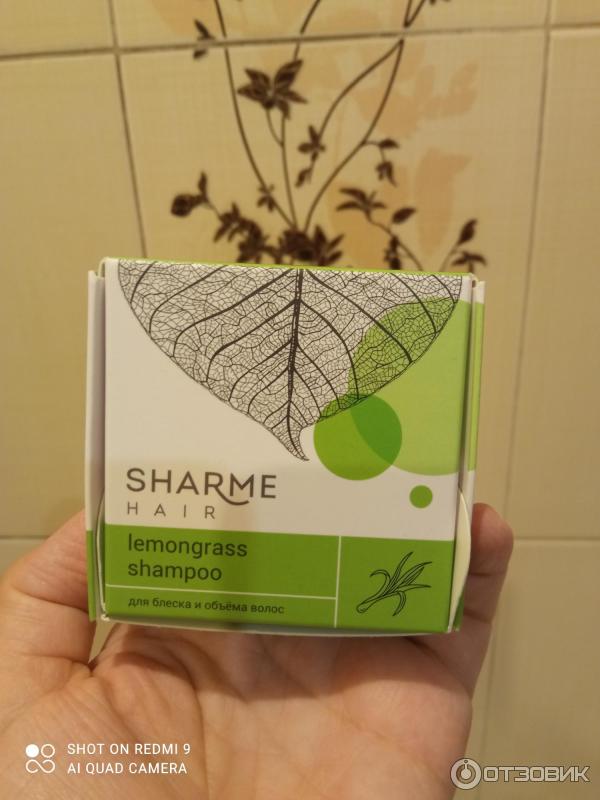 SHARME
HAIR
lemongrass
shampoo
для блеска и объёма волос
SHOT ON REDMI 9
AI QUAD CAMERA
ОТЗОВИК